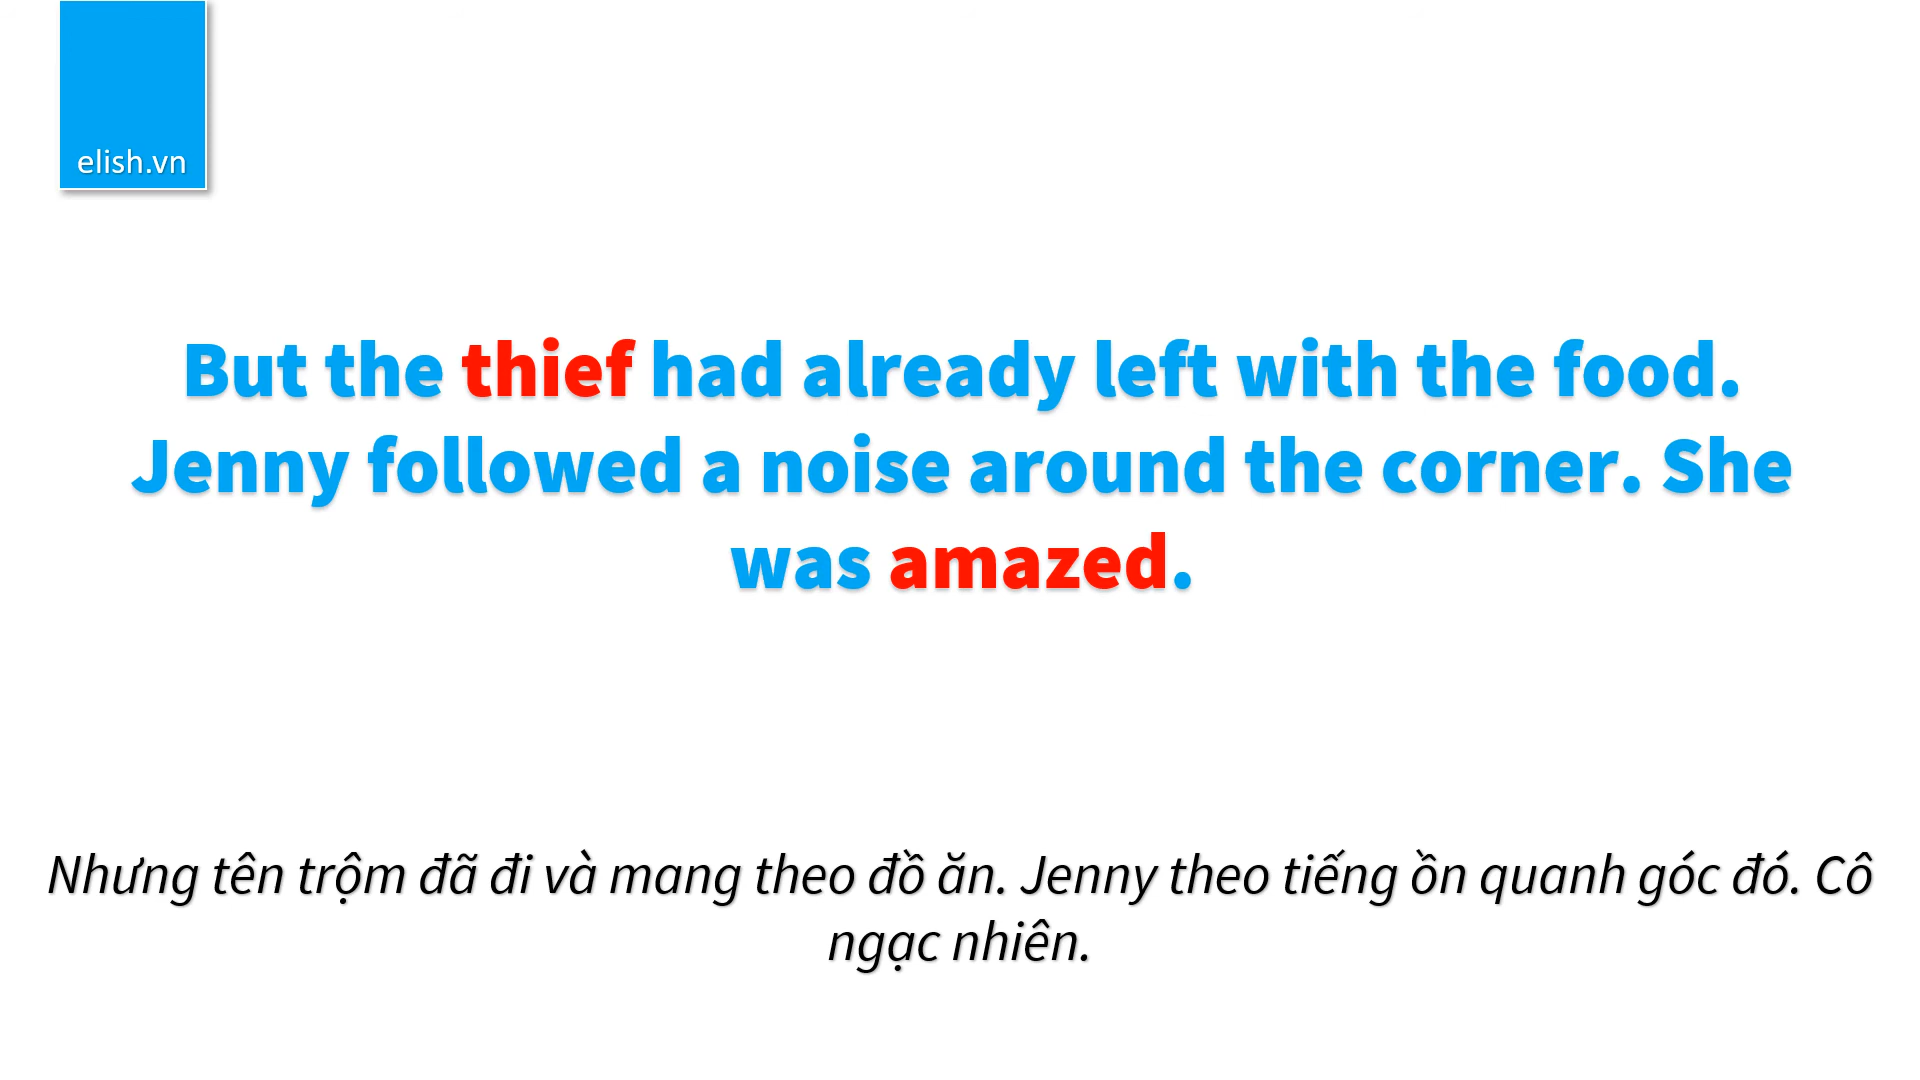 elish.vn
But the thief had already left with the food.
Jenny followed a noise around the corner. She
was amazed.
Nhưng tên trộm đã đi và mang theo đồ ăn. Jenny theo tiếng ồn quanh góc đó. Cô
ngạc nhiên.